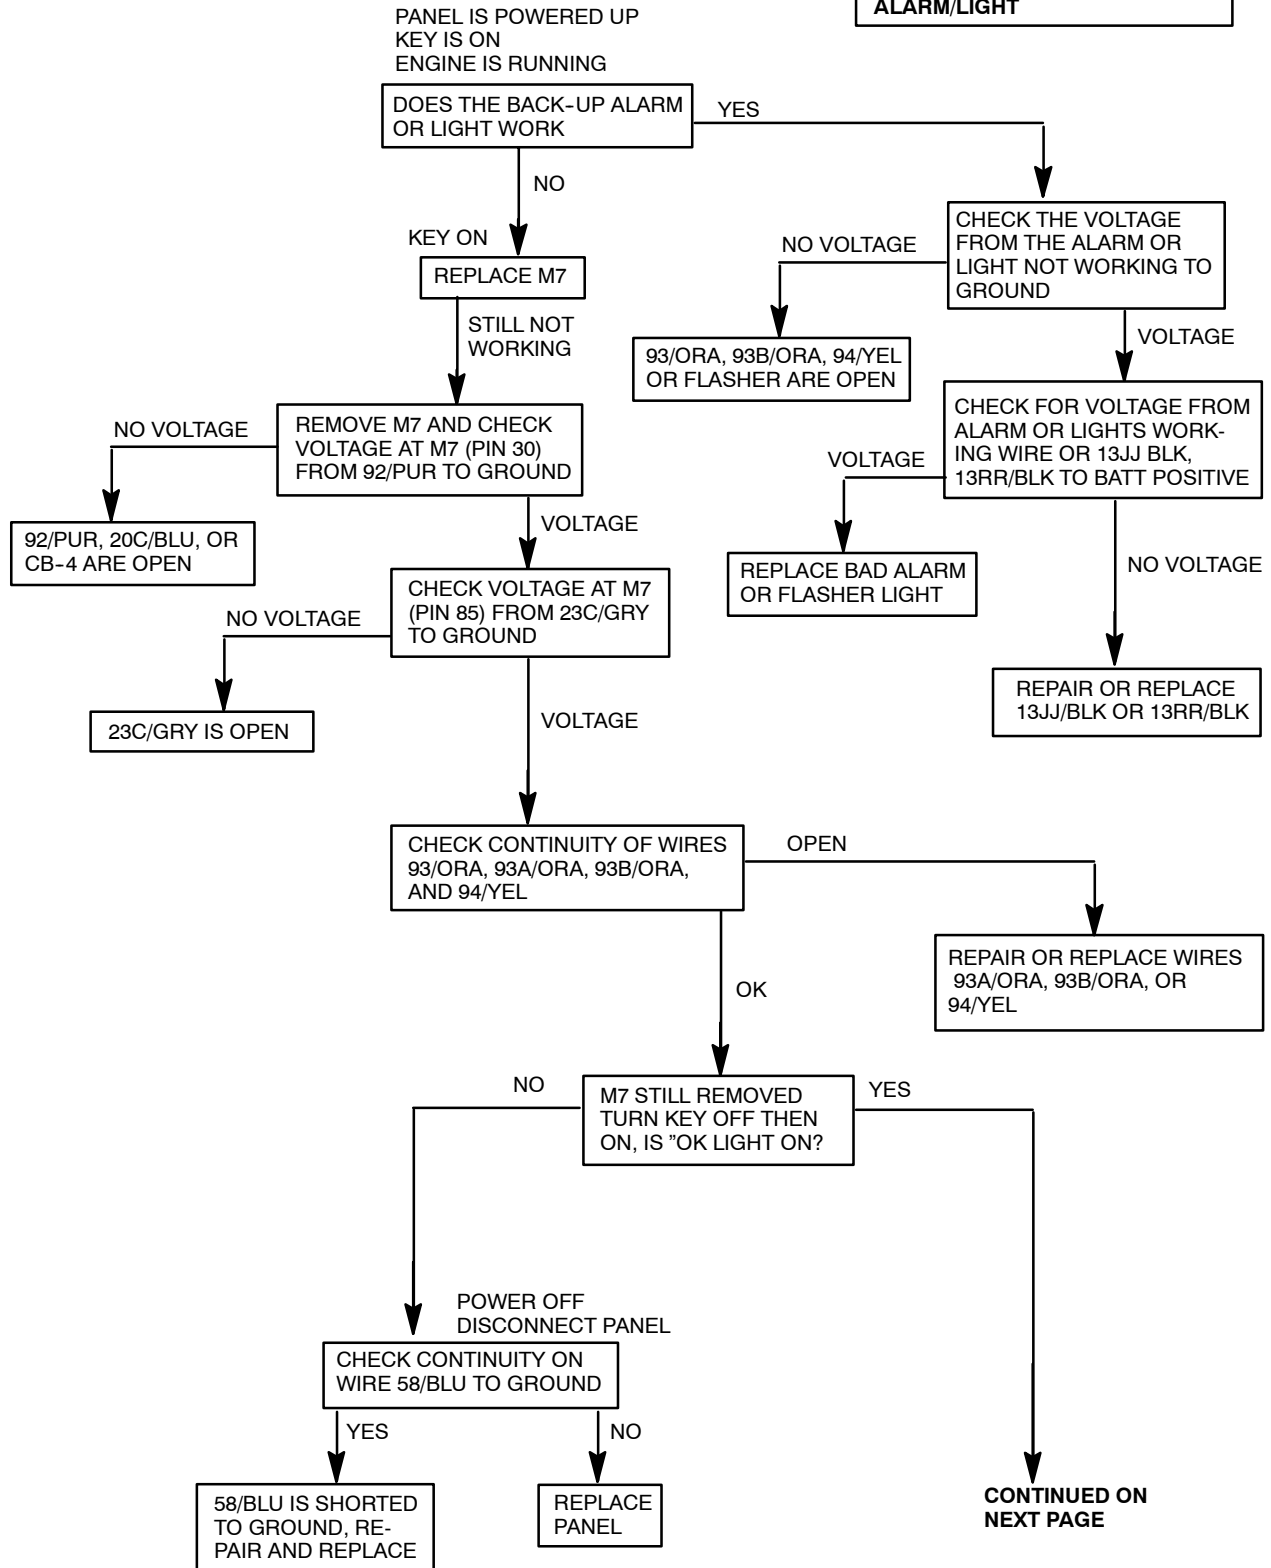 ALARM/LIGHT
PANEL IS POWERED UP
KEY IS ON
ENGINE IS RUNNING
DOES THE BACK-UP ALARM
OR LIGHT WORK
YES
NO
KEY ON
REPLACE M7
STILL NOT
WORKING
CHECK THE VOLTAGE
FROM THE ALARM OR
LIGHT NOT WORKING TO
GROUND
NO VOLTAGE
93/ORA, 93B/ORA, 94/YEL
OR FLASHER ARE OPEN
VOLTAGE
CHECK FOR VOLTAGE FROM
ALARM OR LIGHTS WORK-
ING WIRE OR 13JJ BLK,
13RR/BLK TO BATT POSITIVE
VOLTAGE
REPLACE BAD ALARM
OR FLASHER LIGHT
NO VOLTAGE
REPAIR OR REPLACE
13JJ/BLK OR 13RR/BLK
REMOVE M7 AND CHECK
VOLTAGE AT M7 (PIN 30)
FROM 92/PUR TO GROUND
NO VOLTAGE
92/PUR, 20C/BLU, OR
CB-4 ARE OPEN
VOLTAGE
CHECK VOLTAGE AT M7
(PIN 85) FROM 23C/GRY
TO GROUND
NO VOLTAGE
23C/GRY IS OPEN
VOLTAGE
CHECK CONTINUITY OF WIRES
93/ORA, 93A/ORA, 93B/ORA,
AND 94/YEL
OPEN
REPAIR OR REPLACE WIRES
93A/ORA, 93B/ORA, OR
94/YEL
OK
M7 STILL REMOVED
TURN KEY OFF THEN
ON, IS ”OK LIGHT ON?
NO
YES
POWER OFF
DISCONNECT PANEL
CHECK CONTINUITY ON
WIRE 58/BLU TO GROUND
YES
NO
58/BLU IS SHORTED
TO GROUND, RE-
PAIR AND REPLACE
REPLACE
PANEL
CONTINUED ON
NEXT PAGE